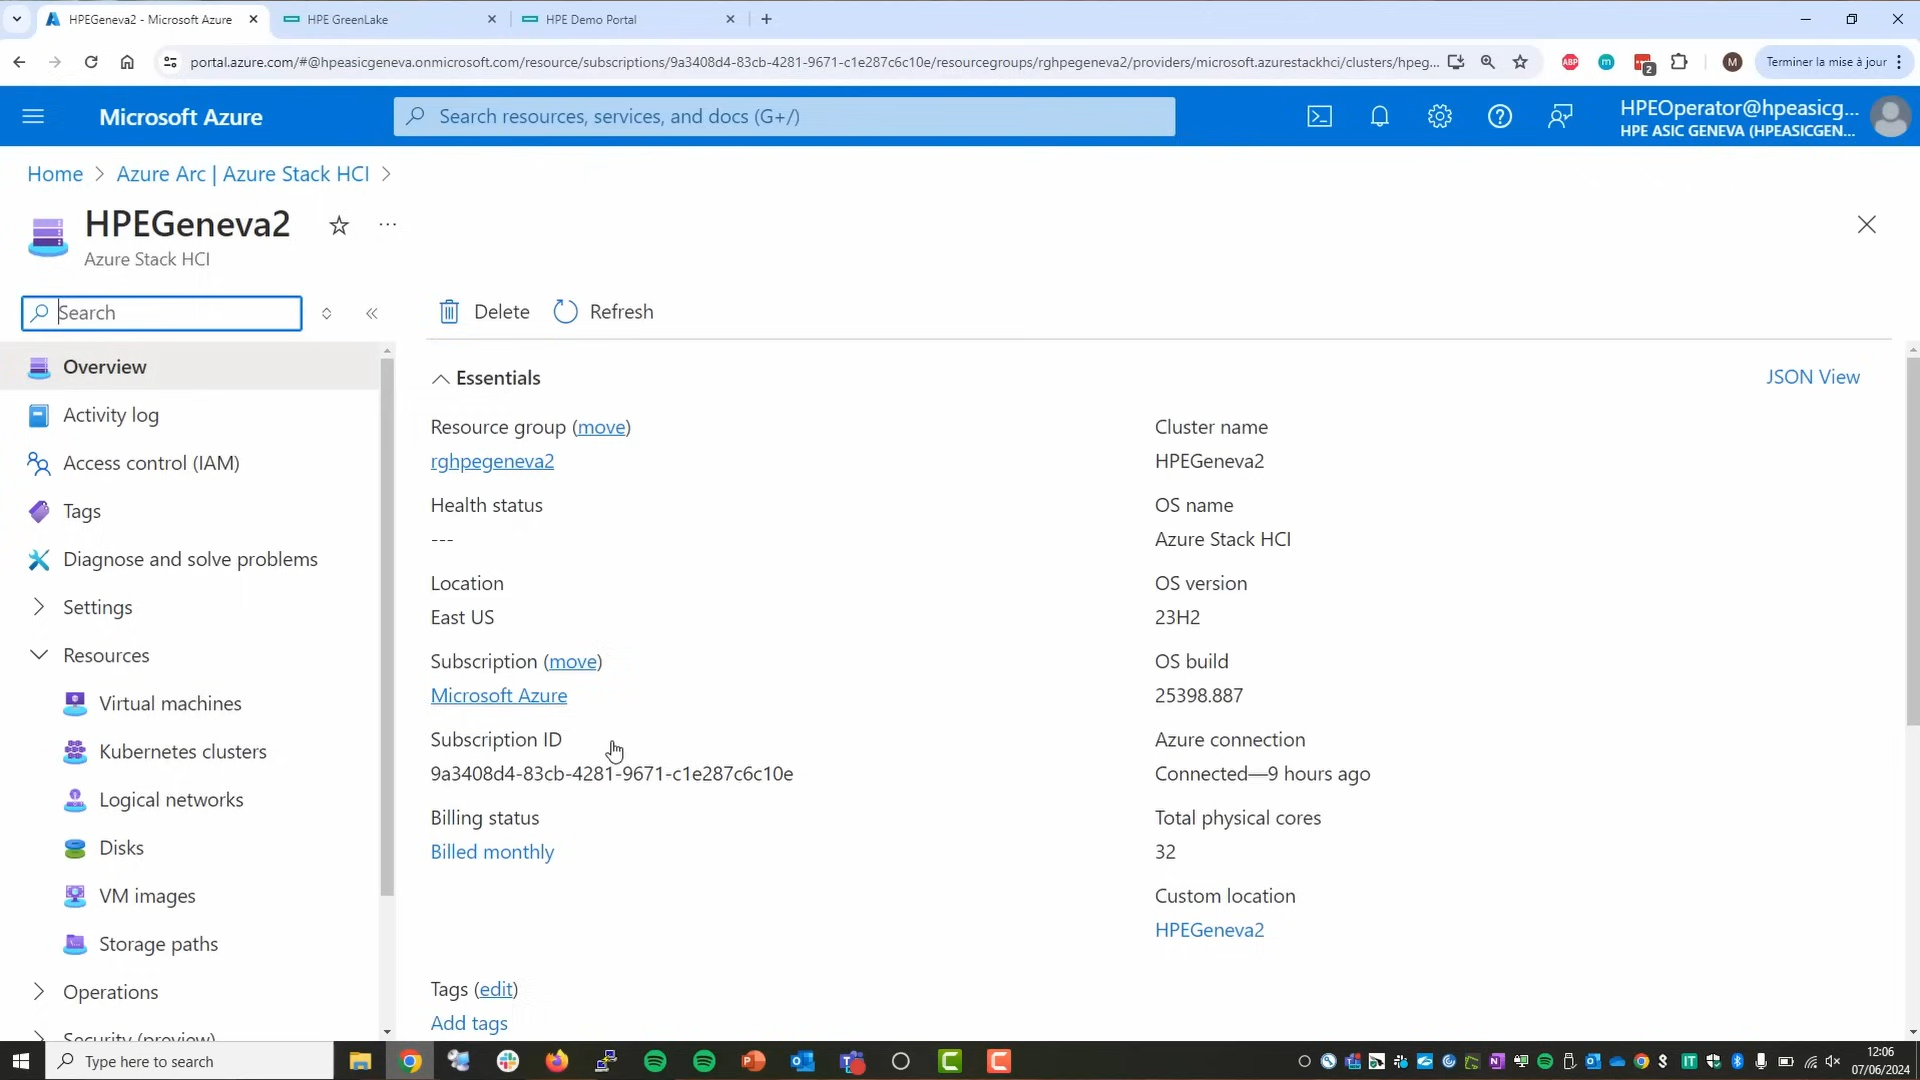 HPEGeneva2 - Microsoft Azure
HPE GreenLake
HPE Demo Portal
portal.azure.com/#@hpeasicgeneva.onmicrosoft.com/resource/subscriptions/9a3408d4-83cb-4281-9671-c1e287c6c10e/resourcegroups/rghpegeneva2/providers/microsoft.azurestackhci/clusters/hpeg...
ABP
m
2
M
Terminer la mise à jour
Microsoft Azure
Search resources, services, and docs (G+/)
HPEOperator@hpeasicg...
HPE ASIC GENEVA (HPEASICGEN...
Home > Azure Arc | Azure Stack HCI >
HPEGeneva2
Azure Stack HCI
Search
Delete
Refresh
Overview
Activity log
Access control (IAM)
Tags
Diagnose and solve problems
Settings
Resources
Virtual machines
Kubernetes clusters
Logical networks
Disks
VM images
Storage paths
Operations
Security (preview)
Essentials
JSON View
Resource group (move)
rghpegeneva2
Health status
---
Location
East US
Subscription (move)
Microsoft Azure
Subscription ID
9a3408d4-83cb-4281-9671-c1e287c6c10e
Billing status
Billed monthly
Cluster name
HPEGeneva2
OS name
Azure Stack HCI
OS version
23H2
OS build
25398.887
Azure connection
Connected—9 hours ago
Total physical cores
32
Custom location
HPEGeneva2
Tags (edit)
Add tags
Type here to search
12:06
07/06/2024